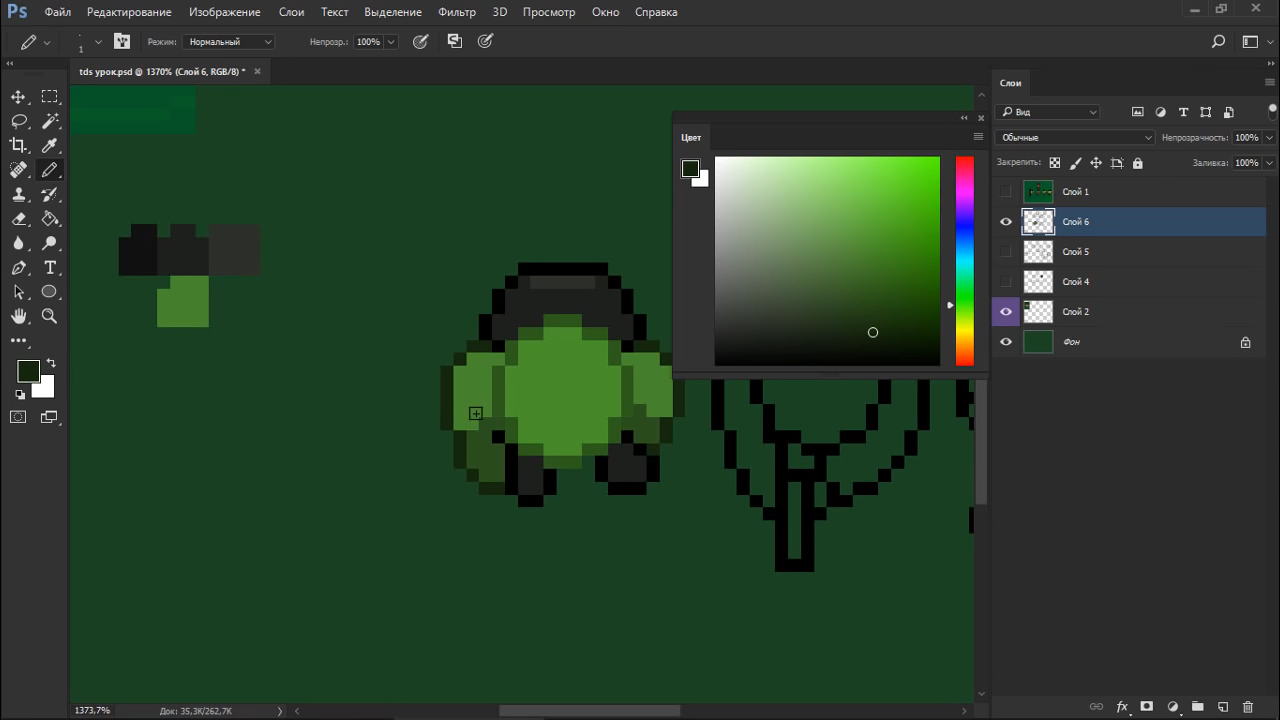 Ps Файл Редактирование Изображение Слои Текст Выделение Фильтр 3D Просмотр Окно Справка
1 Режим: Нормальный Непрозр.: 100%
tds урок.psd @ 1370% (Слой 6, RGB/8) *
Слои
Вид
Цвет
Обычные Непрозрачность: 100%
Закрепить: Заливка: 100%
Слой 1
Слой 6
Слой 5
Слой 4
Слой 2
Фон
1373,7% Док: 35,3K/262,7K